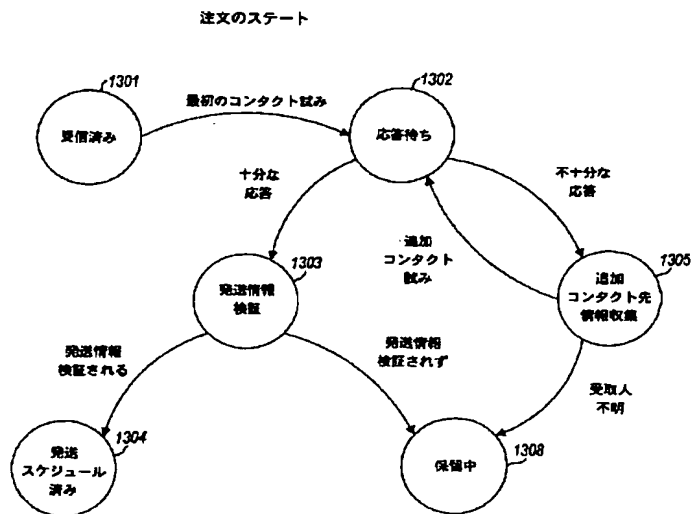 注文のステート
1301
受信済み
最初のコンタクト試み
1302
応答待ち
十分な
応答
不十分な
応答
追加
コンタクト
試み
1303
発送情報
検証
1305
追加
コンタクト先
情報収集
発送情報
検証される
発送情報
検証されず
受取人
不明
1304
発送
スケジュール
済み
保留中
1308